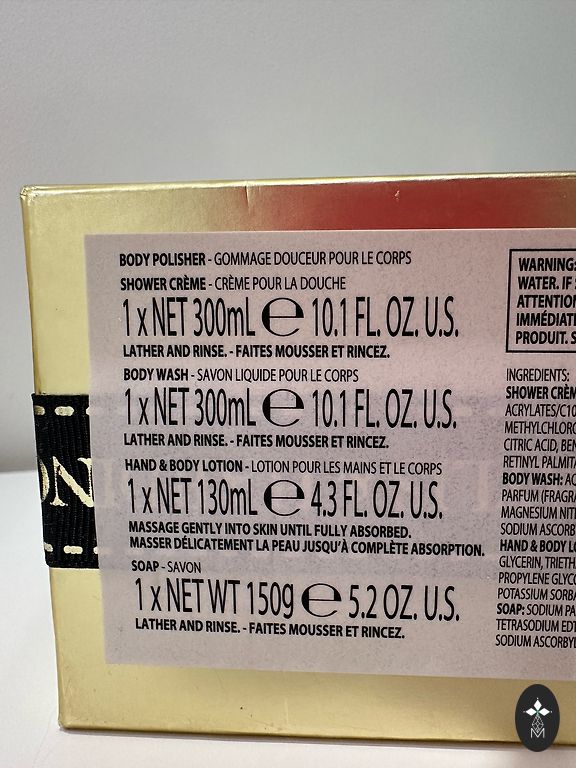 BODY POLISHER - GOMMAGE DOUCEUR POUR LE CORPS
SHOWER CRÈME - CRÈME POUR LA DOUCHE
1 x NET 300mL ℮ 10.1 FL. OZ. U.S.
LATHER AND RINSE. - FAITES MOUSSER ET RINCEZ.
BODY WASH - SAVON LIQUIDE POUR LE CORPS
1 x NET 300mL ℮ 10.1 FL. OZ. U.S.
LATHER AND RINSE. - FAITES MOUSSER ET RINCEZ.
HAND & BODY LOTION - LOTION POUR LES MAINS ET LE CORPS
1 x NET 130mL ℮ 4.3 FL. OZ. U.S.
MASSAGE GENTLY INTO SKIN UNTIL FULLY ABSORBED.
MASSER DÉLICATEMENT LA PEAU JUSQU'À COMPLÈTE ABSORPTION.
SOAP - SAVON
1 x NET WT 150g ℮ 5.2 OZ. U.S.
LATHER AND RINSE. - FAITES MOUSSER ET RINCEZ.
WARNING:
WATER. IF
ATTENTIO
IMMÉDIATE
PRODUIT. S
INGREDIENTS:
SHOWER CRÈM
ACRYLATES/C10
METHYLCHLORO
CITRIC ACID, BEN
RETINYL PALMITA
BODY WASH: AQ
PARFUM (FRAGRA
MAGNESIUM NIT
SODIUM ASCORB
HAND & BODY LO
GLYCERIN, TRIETH
PROPYLENE GLYCO
POTASSIUM SORBA
SOAP: SODIUM PA
TETRASODIUM EDT
SODIUM ASCORBYL
ONI
M